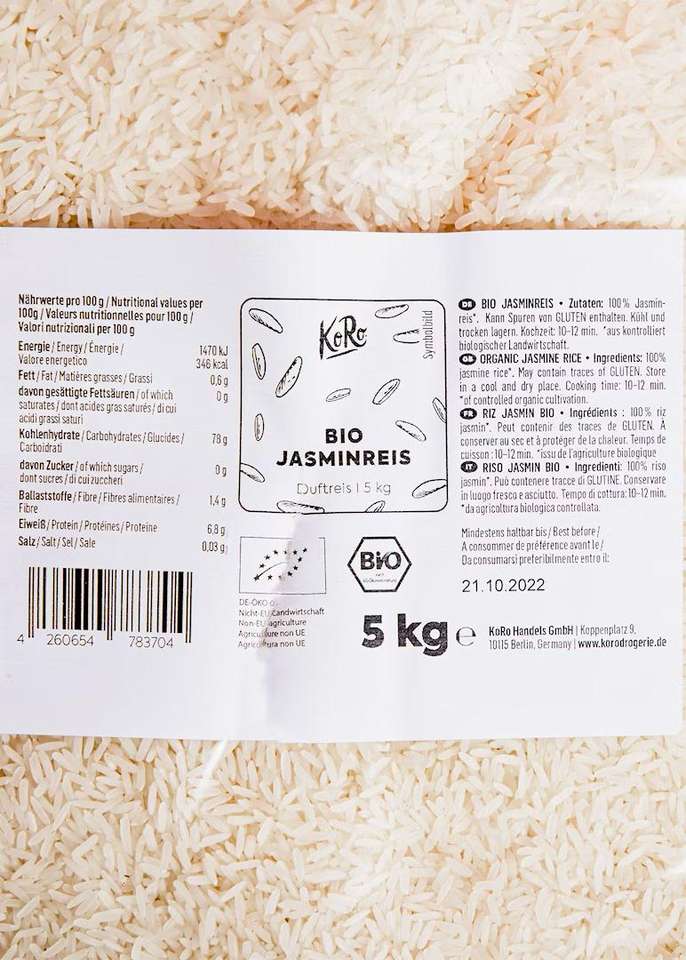 Nährwerte pro 100 g / Nutritional values per
100g / Valeurs nutritionnelles pour 100 g /
Valori nutrizionali per 100 g
Energie / Energy / Énergie /
Valore energetico
1470 kJ
346 kcal
Fett / Fat / Matières grasses / Grassi
0,6 g
davon gesättigte Fettsäuren / of which
saturates / dont acides gras saturés / di cui
acidi grassi saturi
0 g
Kohlenhydrate / Carbohydrates / Glucides /
Carboidrati
78 g
davon Zucker / of which sugars /
dont sucres / di cui zuccheri
0 g
Ballaststoffe / Fibre / Fibres alimentaires /
Fibre
1,4 g
Eiweiß / Protein / Protéines / Proteine
6,8 g
Salz / Salt / Sel / Sale
0,03 g
4 260654 783704
KoRo
Symbolbild
BIO
JASMINREIS
Duftreis | 5 kg
DE-ÖKO
Nicht-EU Landwirtschaft
Non-EU agriculture
Agriculture non UE
Agricoltura non UE
BIO
5 kg e
DE BIO JASMINREIS • Zutaten: 100% Jasmin-
reis*. Kann Spuren von GLUTEN enthalten. Kühl und
trocken lagern. Kochzeit: 10-12 min. *aus kontrolliert
biologischer Landwirtschaft.
ORGANIC JASMINE RICE • Ingredients: 100%
jasmine rice*. May contain traces of GLUTEN. Store
in a cool and dry place. Cooking time: 10-12 min.
*of controlled organic cultivation.
FR RIZ JASMIN BIO • Ingrédients : 100% riz
jasmin*. Peut contenir des traces de GLUTEN. À
conserver au sec et à protéger de la chaleur. Temps de
cuisson : 10-12 min. *issu de l'agriculture biologique
IT RISO JASMIN BIO • Ingredienti: 100% riso
jasmin*. Può contenere tracce di GLUTINE. Conservare
in luogo fresco e asciutto. Tempo di cottura: 10-12 min.
*da agricoltura biologica controllata.
Mindestens haltbar bis / Best before /
A consommer de préférence avant le /
Da consumarsi preferibilmente entro il:
21.10.2022
KoRo Handels GmbH | Koppenplatz 9,
10115 Berlin, Germany | www.korodrogerie.de